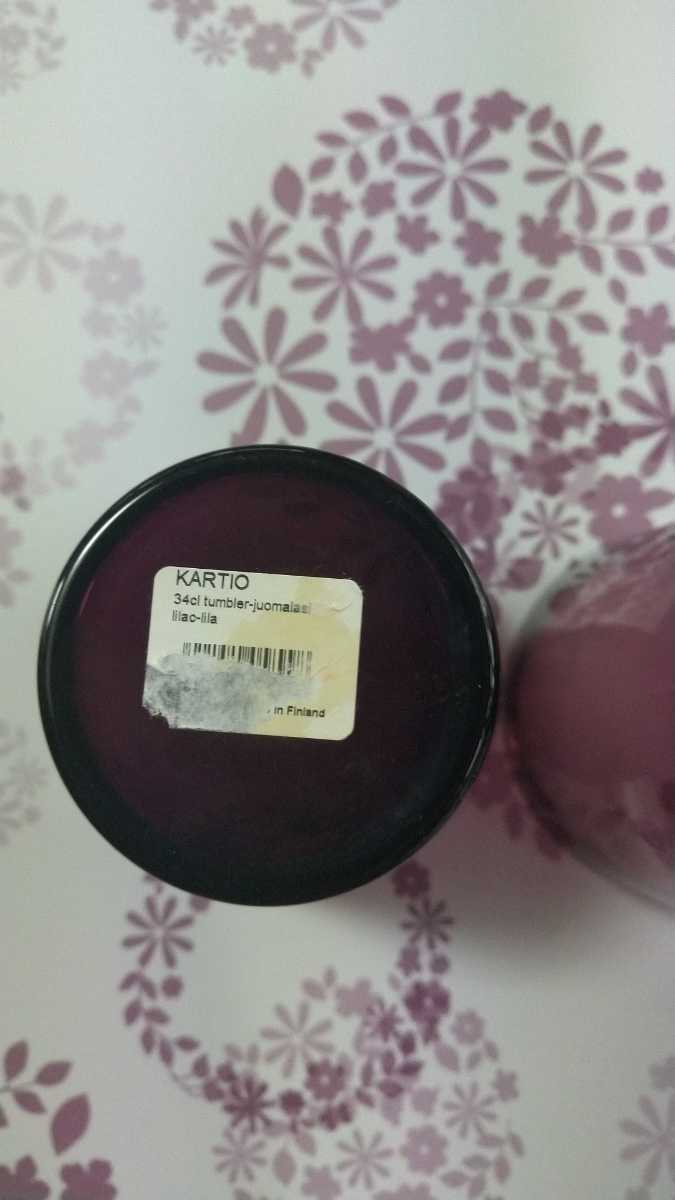 KARTIO
34cl tumbler-juomalasi
lilac-lila
in Finland